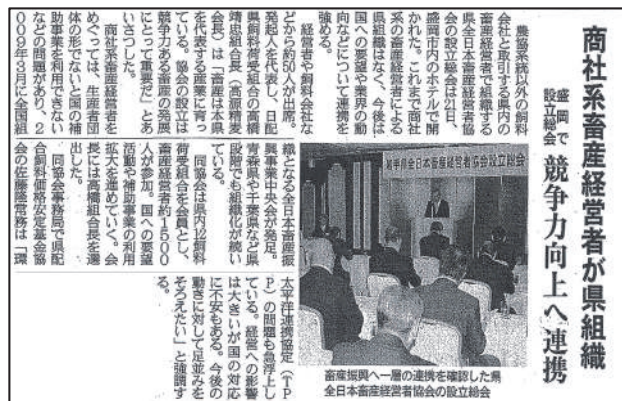 商社系畜産経営者が県組織
盛岡で
設立総会
競争力向上へ連携
農協系統以外の飼料
会社と取引する県内の
畜産経営者で組織する
県全日本畜産経営者協
会の設立総会は21日、
盛岡市内のホテルで開
かれた。これまで商社
系の畜産経営者による
県組織はなく、今後は
国への要望や業界の動
向などについて連携を
強める。
経営者や飼料会社な
どから約50人が出席。
発起人を代表し、日配
県飼料荷受組合の高橋
靖忠組合長(高源精麦
会長)は「畜産は本県
を代表する産業に育っ
ている。協会の設立は
競争力ある畜産の発展
にとって重要だ」とあ
いさつした。
商社系畜産経営者を
めぐっては、生産者団
体の形でないと国の補
助事業を利用できない
などの問題があり、2
009年3月に全国組
織となる全日本畜産振
興事業中央会が発足。
青森県や千葉県など県
段階でも組織化が続い
ている。
同協会は県内12飼料
荷受組合を会員とし、
畜産経営者約1500
人が参加。国への要望
活動や補助事業の利用
拡大を進めていく。会
長には高橋組合長を選
出した。
同協会事務局で県配
合飼料価格安定基金協
会の佐藤隆常務は「環
太平洋連携協定(TP
P)の問題も急浮上し
ている。経営への影響
は大きいが国の対応
に不安もある。今後の
動きに対して足並みを
そろえたい」と強調す
る。
岩手県全日本畜産経営者協会設立総会
畜産振興へ一層の連携を確認した県
全日本畜産経営者協会の設立総会